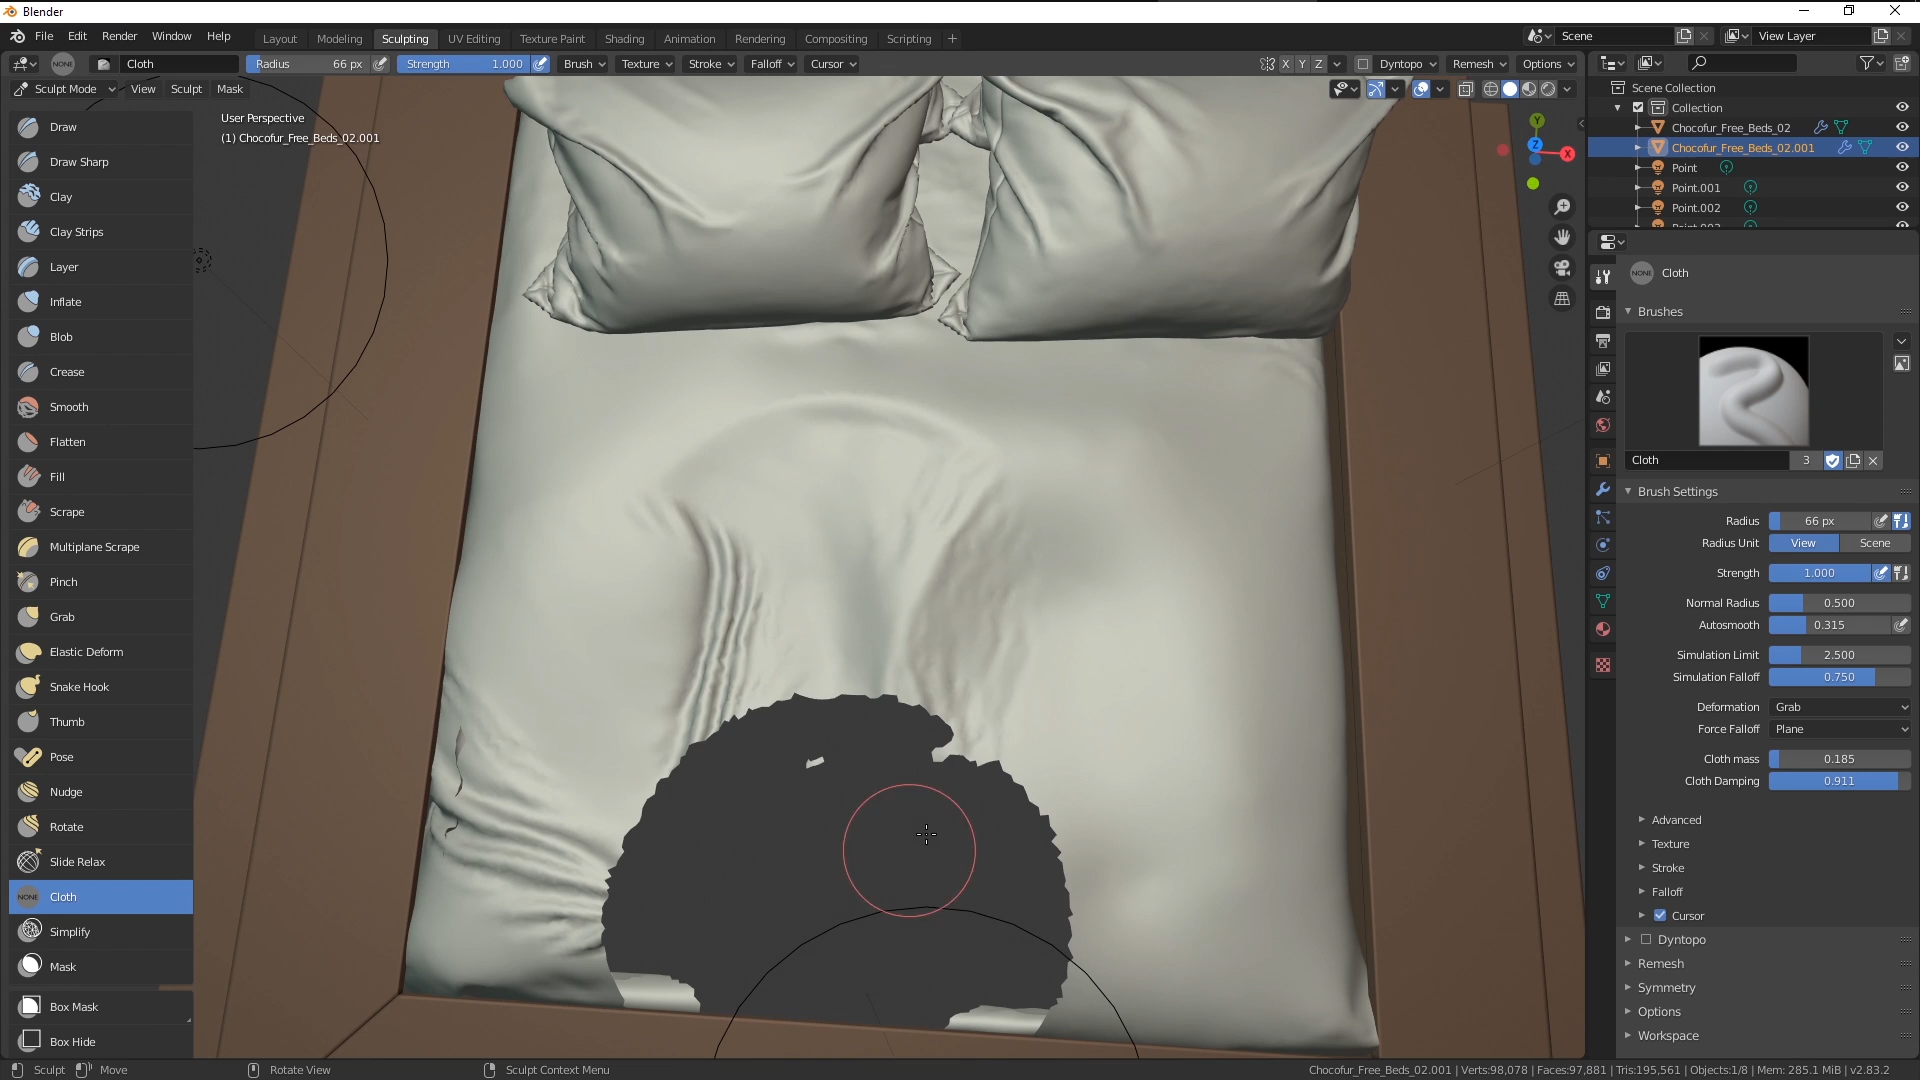 Blender
File Edit Render Window Help Layout Modeling Sculpting UV Editing Texture Paint Shading Animation Rendering Compositing Scripting + Scene View Layer
NONE Cloth Radius 66 px Strength 1.000 Brush Texture Stroke Falloff Cursor X Y Z Dyntopo Remesh Options
Sculpt Mode View Sculpt Mask
User Perspective
(1) Chocofur_Free_Beds_02.001
Draw
Draw Sharp
Clay
Clay Strips
Layer
Inflate
Blob
Crease
Smooth
Flatten
Fill
Scrape
Multiplane Scrape
Pinch
Grab
Elastic Deform
Snake Hook
Thumb
Pose
Nudge
Rotate
Slide Relax
NONE Cloth
Simplify
Mask
Box Mask
Box Hide
Y
Z
X
Scene Collection
Collection
Chocofur_Free_Beds_02
Chocofur_Free_Beds_02.001
Point
Point.001
Point.002
NONE Cloth
Brushes
Cloth 3
Brush Settings
Radius 66 px
Radius Unit View Scene
Strength 1.000
Normal Radius 0.500
Autosmooth 0.315
Simulation Limit 2.500
Simulation Falloff 0.750
Deformation Grab
Force Falloff Plane
Cloth mass 0.185
Cloth Damping 0.911
Advanced
Texture
Stroke
Falloff
Cursor
Dyntopo
Remesh
Symmetry
Options
Workspace
Sculpt Move Rotate View Sculpt Context Menu Chocofur_Free_Beds_02.001 | Verts:98,078 | Faces:97,881 | Tris:195,561 | Objects:1/8 | Mem: 285.1 MiB | v2.83.2